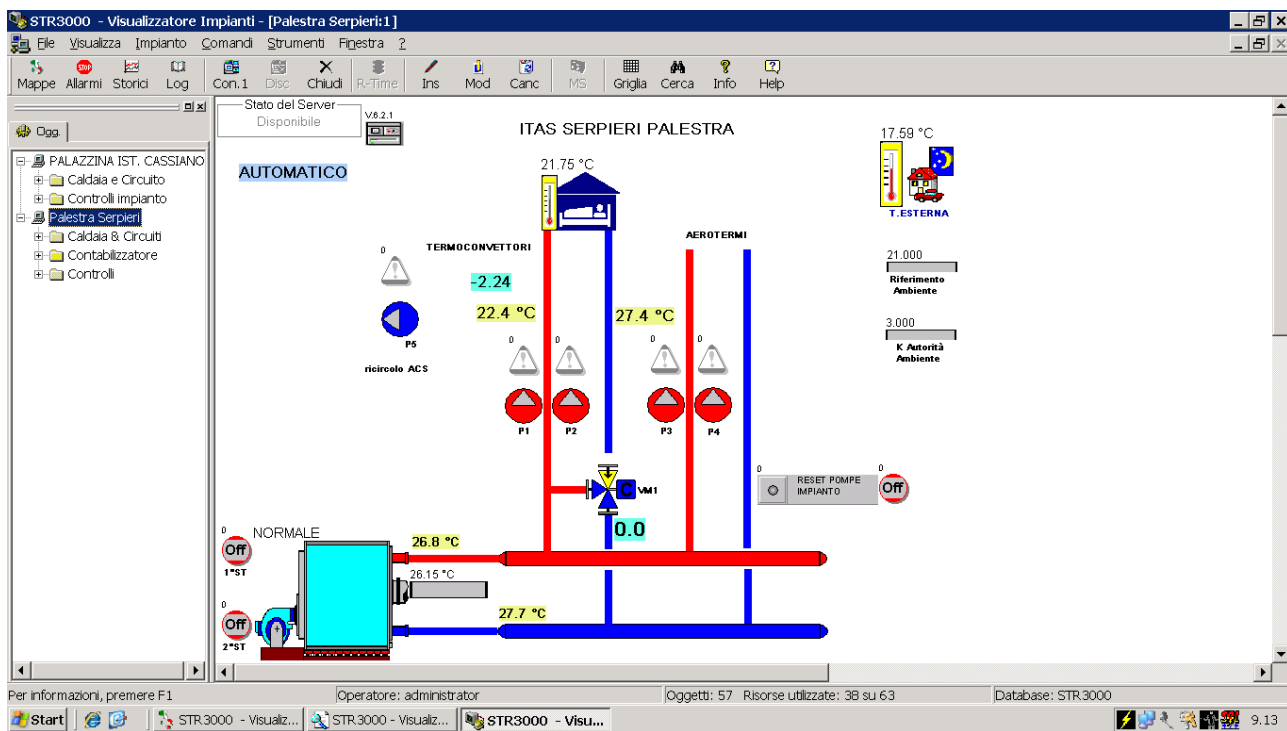 STR3000 - Visualizzatore Impianti - [Palestra Serpieri:1]
File Visualizza Impianto Comandi Strumenti Finestra ?
Mappe Allarmi Storici Log Con.1 Disc Chiudi R-Time Ins Mod Canc MS Griglia Cerca Info Help
Ogg.
PALAZZINA IST. CASSIANO
Caldaia e Circuito
Controlli impianto
Palestra Serpieri
Caldaia & Circuiti
Contabilizzatore
Controlli
Stato del Server
Disponibile
V.6.2.1
ITAS SERPIERI PALESTRA
17.59 °C
AUTOMATICO
21.75 °C
T.ESTERNA
TERMOCONVETTORI
AEROTERMI
0
-2.24
21.000
Riferimento
Ambiente
22.4 °C
27.4 °C
3.000
K Autorità
Ambiente
P5
ricircolo ACS
0 0 0 0
P1 P2 P3 P4
VM1
C
0 0
RESET POMPE
IMPIANTO
Off
0.0
0
NORMALE
Off
1°ST
26.8 °C
26.15 °C
0
Off
2°ST
27.7 °C
Per informazioni, premere F1
Operatore: administrator
Oggetti: 57 Risorse utilizzate: 38 su 63
Database: STR3000
Start
STR3000 - Visualiz...
STR3000 - Visualiz...
STR3000 - Visu...
9.13